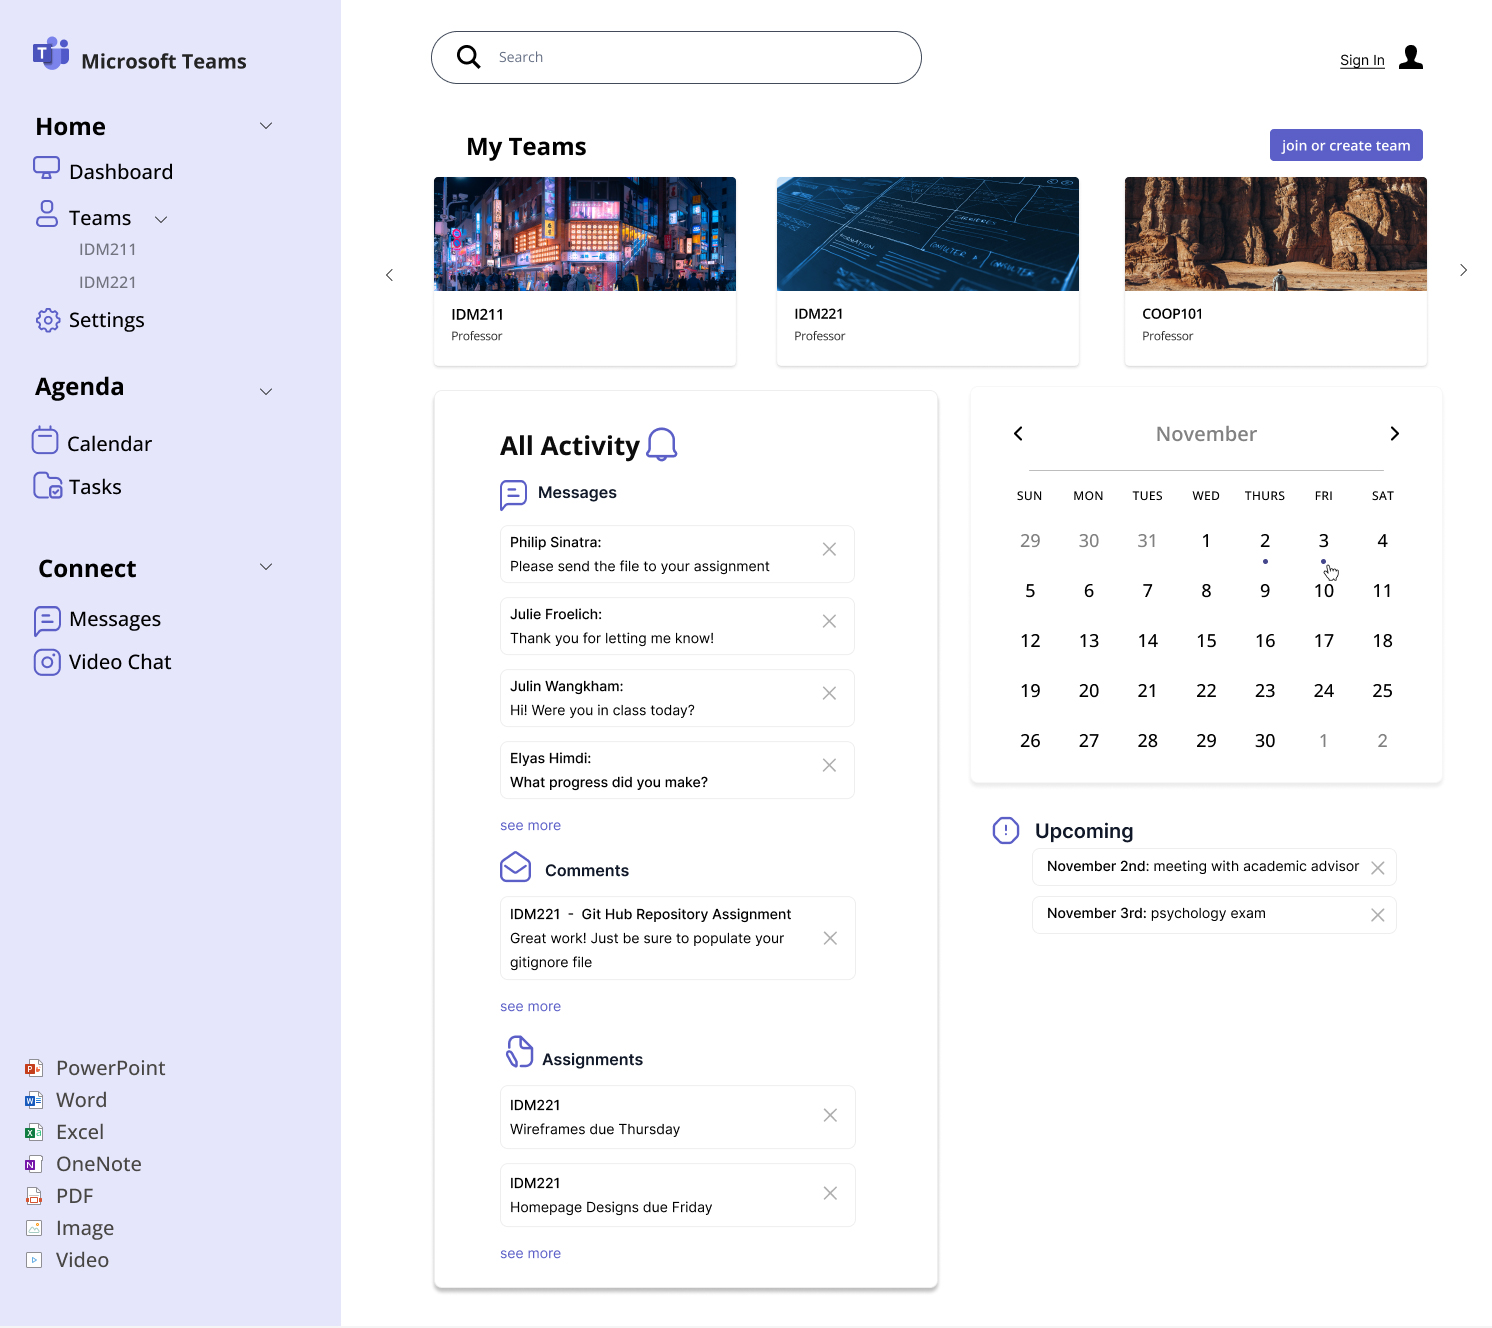 Microsoft Teams
Home
Dashboard
Teams
IDM211
IDM221
Settings
Agenda
Calendar
Tasks
Connect
Messages
Video Chat
PowerPoint
Word
Excel
OneNote
PDF
Image
Video
Search
Sign In
My Teams
join or create team
IDM211
Professor
IDM221
Professor
COOP101
Professor
All Activity
Messages
Philip Sinatra:
Please send the file to your assignment
Julie Froelich:
Thank you for letting me know!
Julin Wangkham:
Hi! Were you in class today?
Elyas Himdi:
What progress did you make?
see more
Comments
IDM221 - Git Hub Repository Assignment
Great work! Just be sure to populate your
gitignore file
see more
Assignments
IDM221
Wireframes due Thursday
IDM221
Homepage Designs due Friday
see more
November
SUN MON TUES WED THURS FRI SAT
29 30 31 1 2 3 4
5 6 7 8 9 10 11
12 13 14 15 16 17 18
19 20 21 22 23 24 25
26 27 28 29 30 1 2
Upcoming
November 2nd: meeting with academic advisor
November 3rd: psychology exam